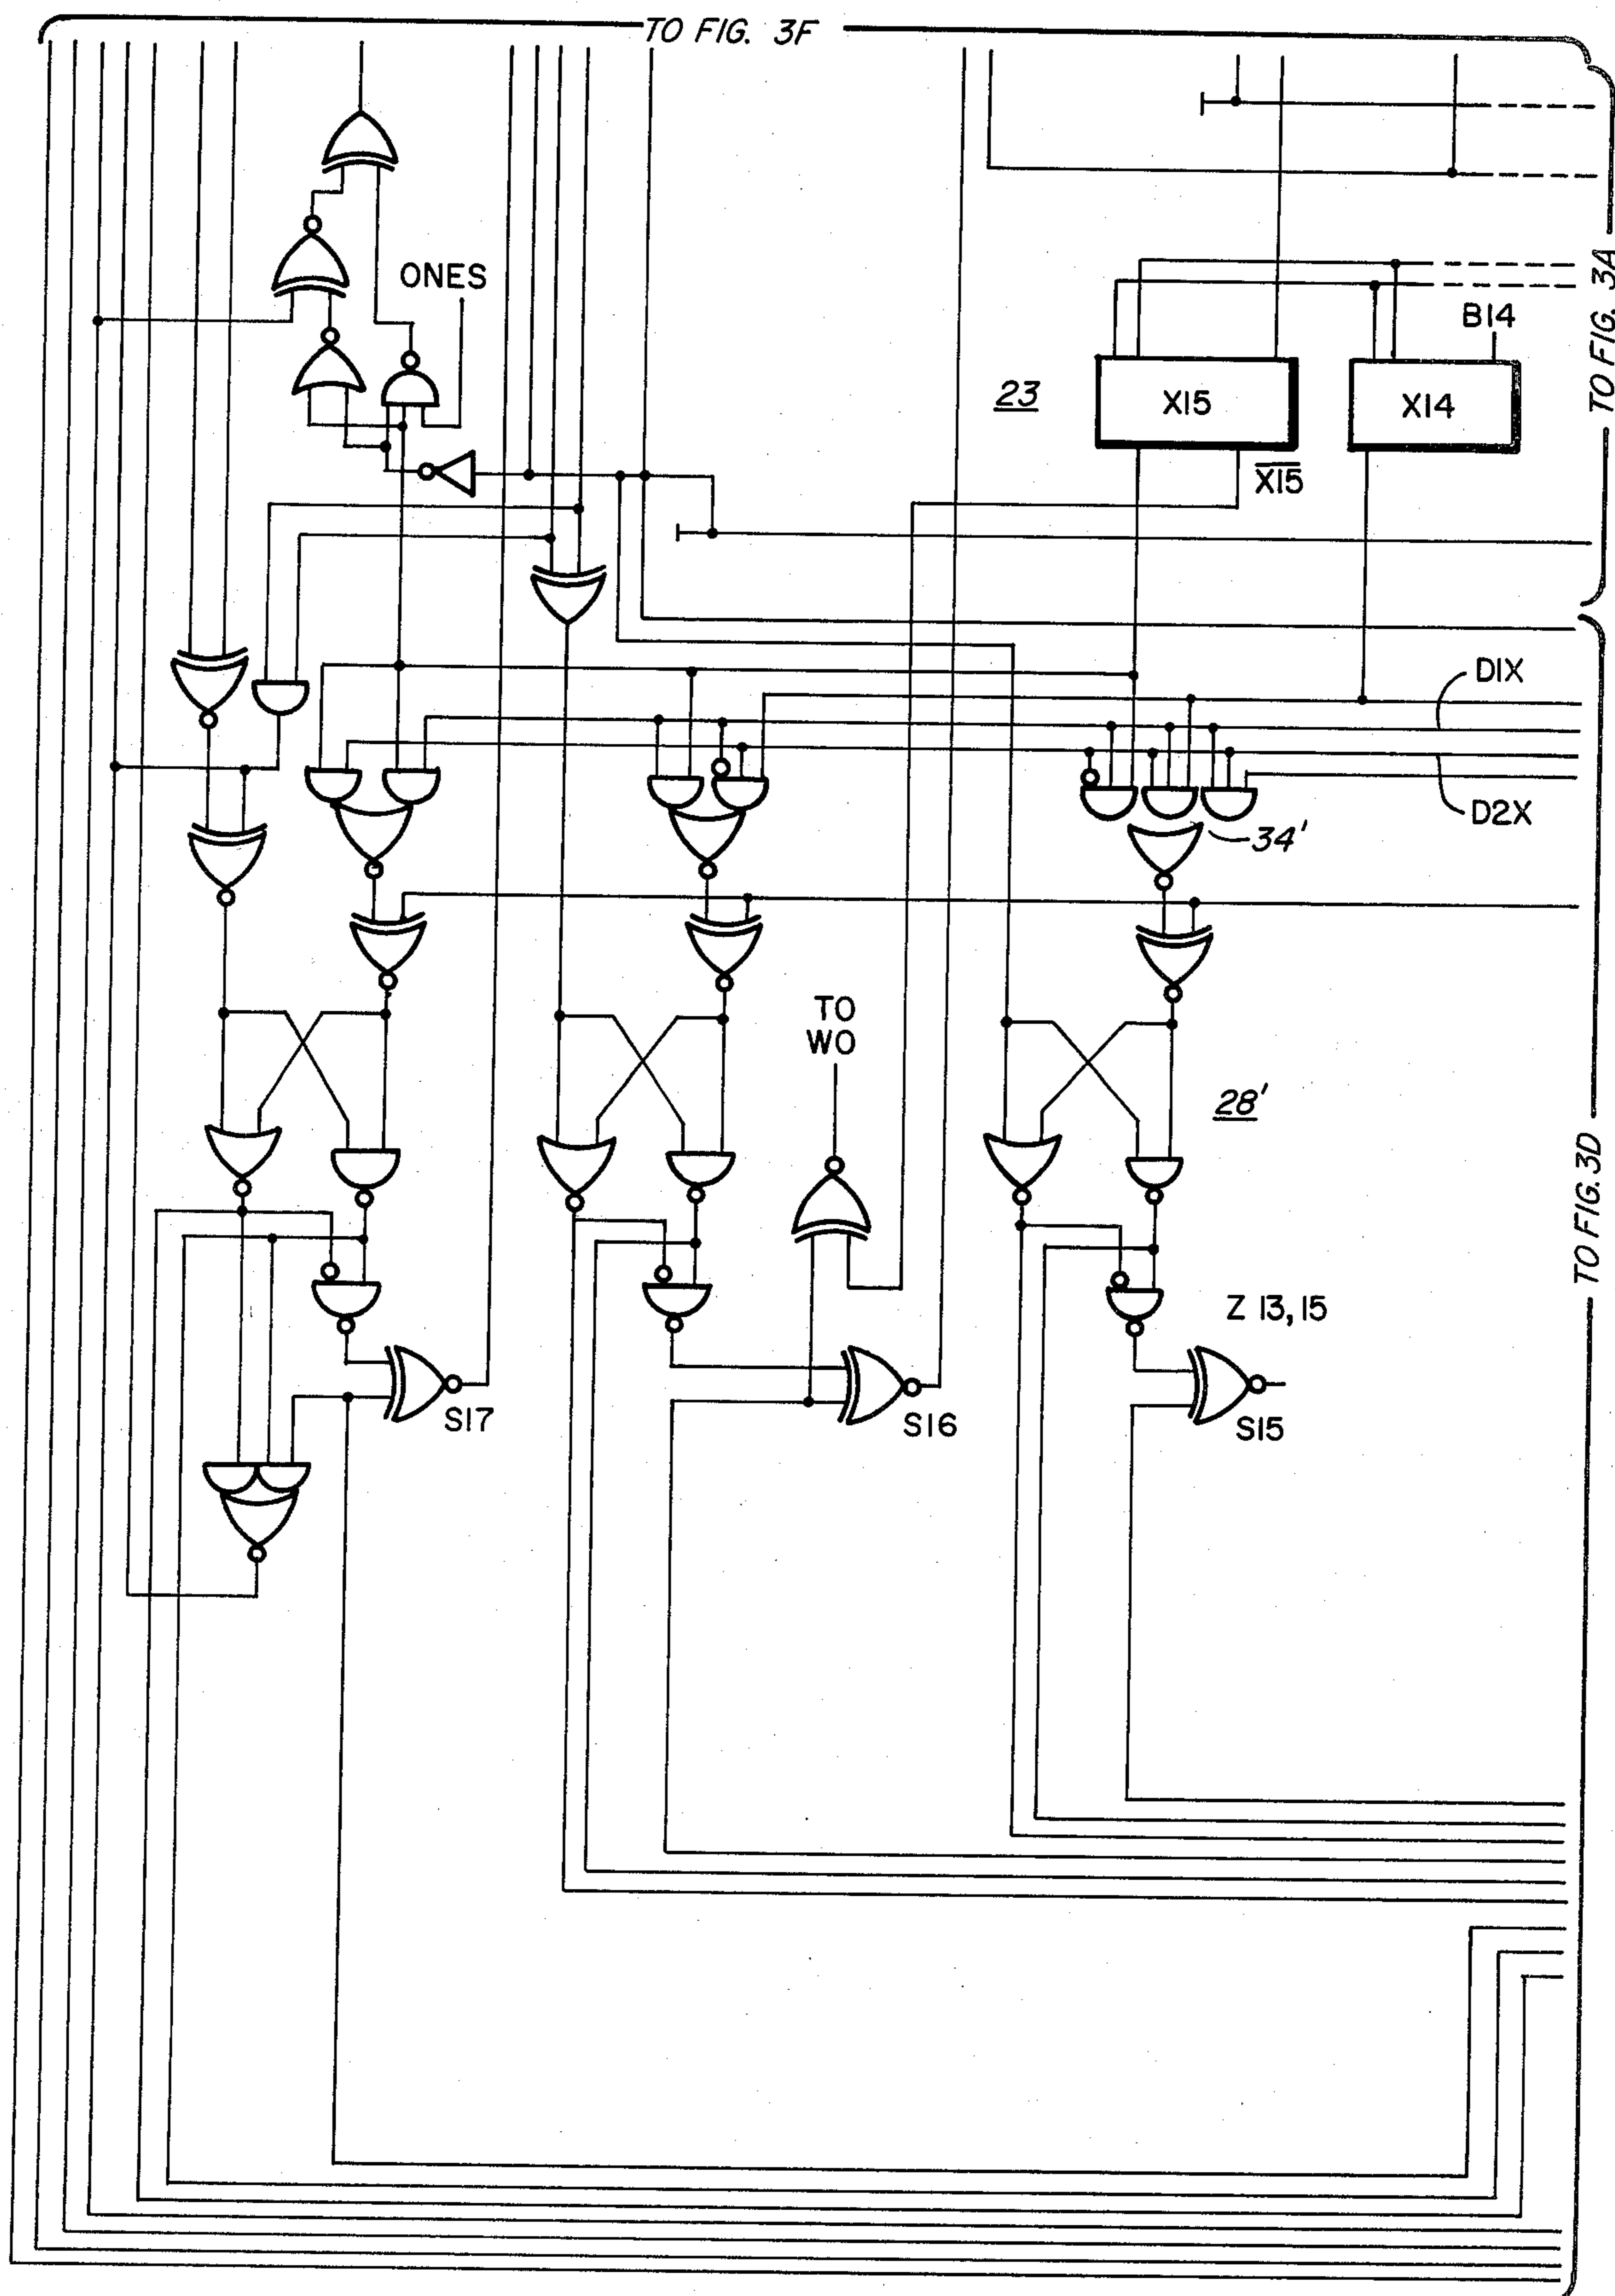 TO FIG. 3F
TO FIG. 3A
ONES
B14
23
X15
X14
X15
D1X
D2X
34'
TO
WO
28'
TO FIG. 3D
Z 13, 15
S17
S16
S15